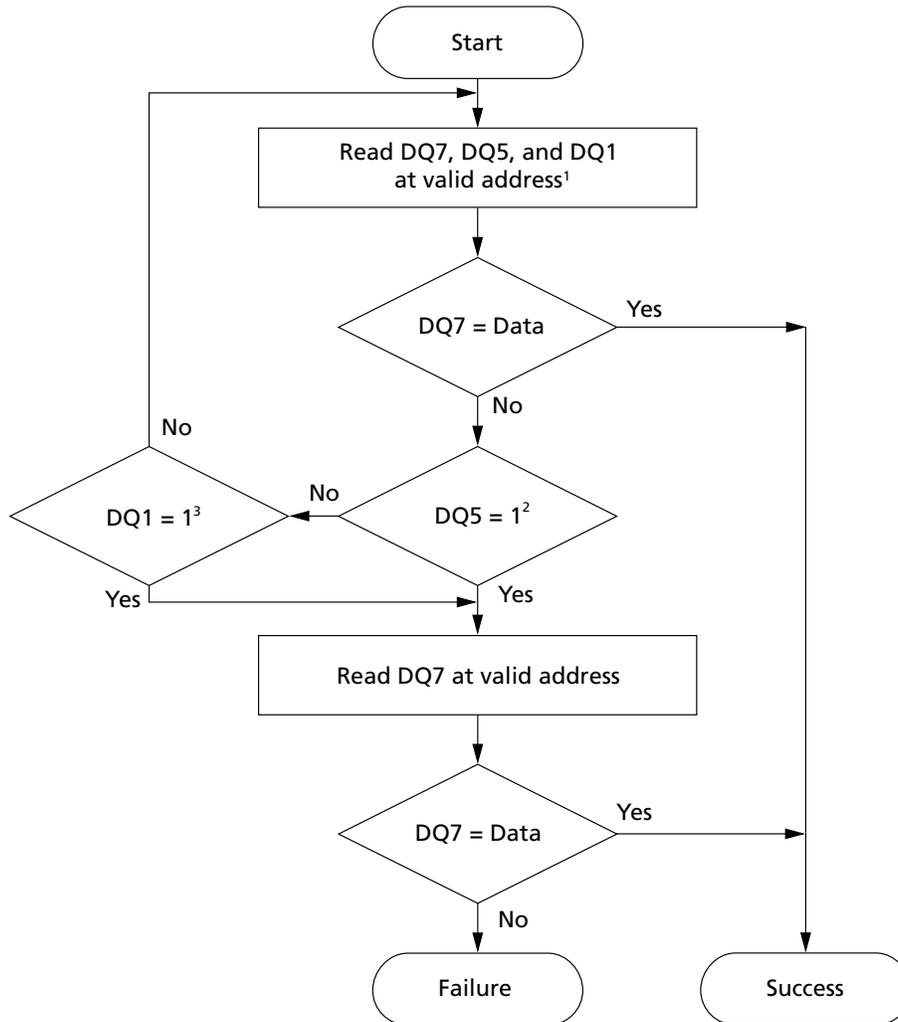 Start
Read DQ7, DQ5, and DQ1
at valid address¹
DQ7 = Data
Yes
No
No
DQ1 = 1³
No
DQ5 = 1²
Yes
Yes
Read DQ7 at valid address
DQ7 = Data
Yes
No
Failure
Success